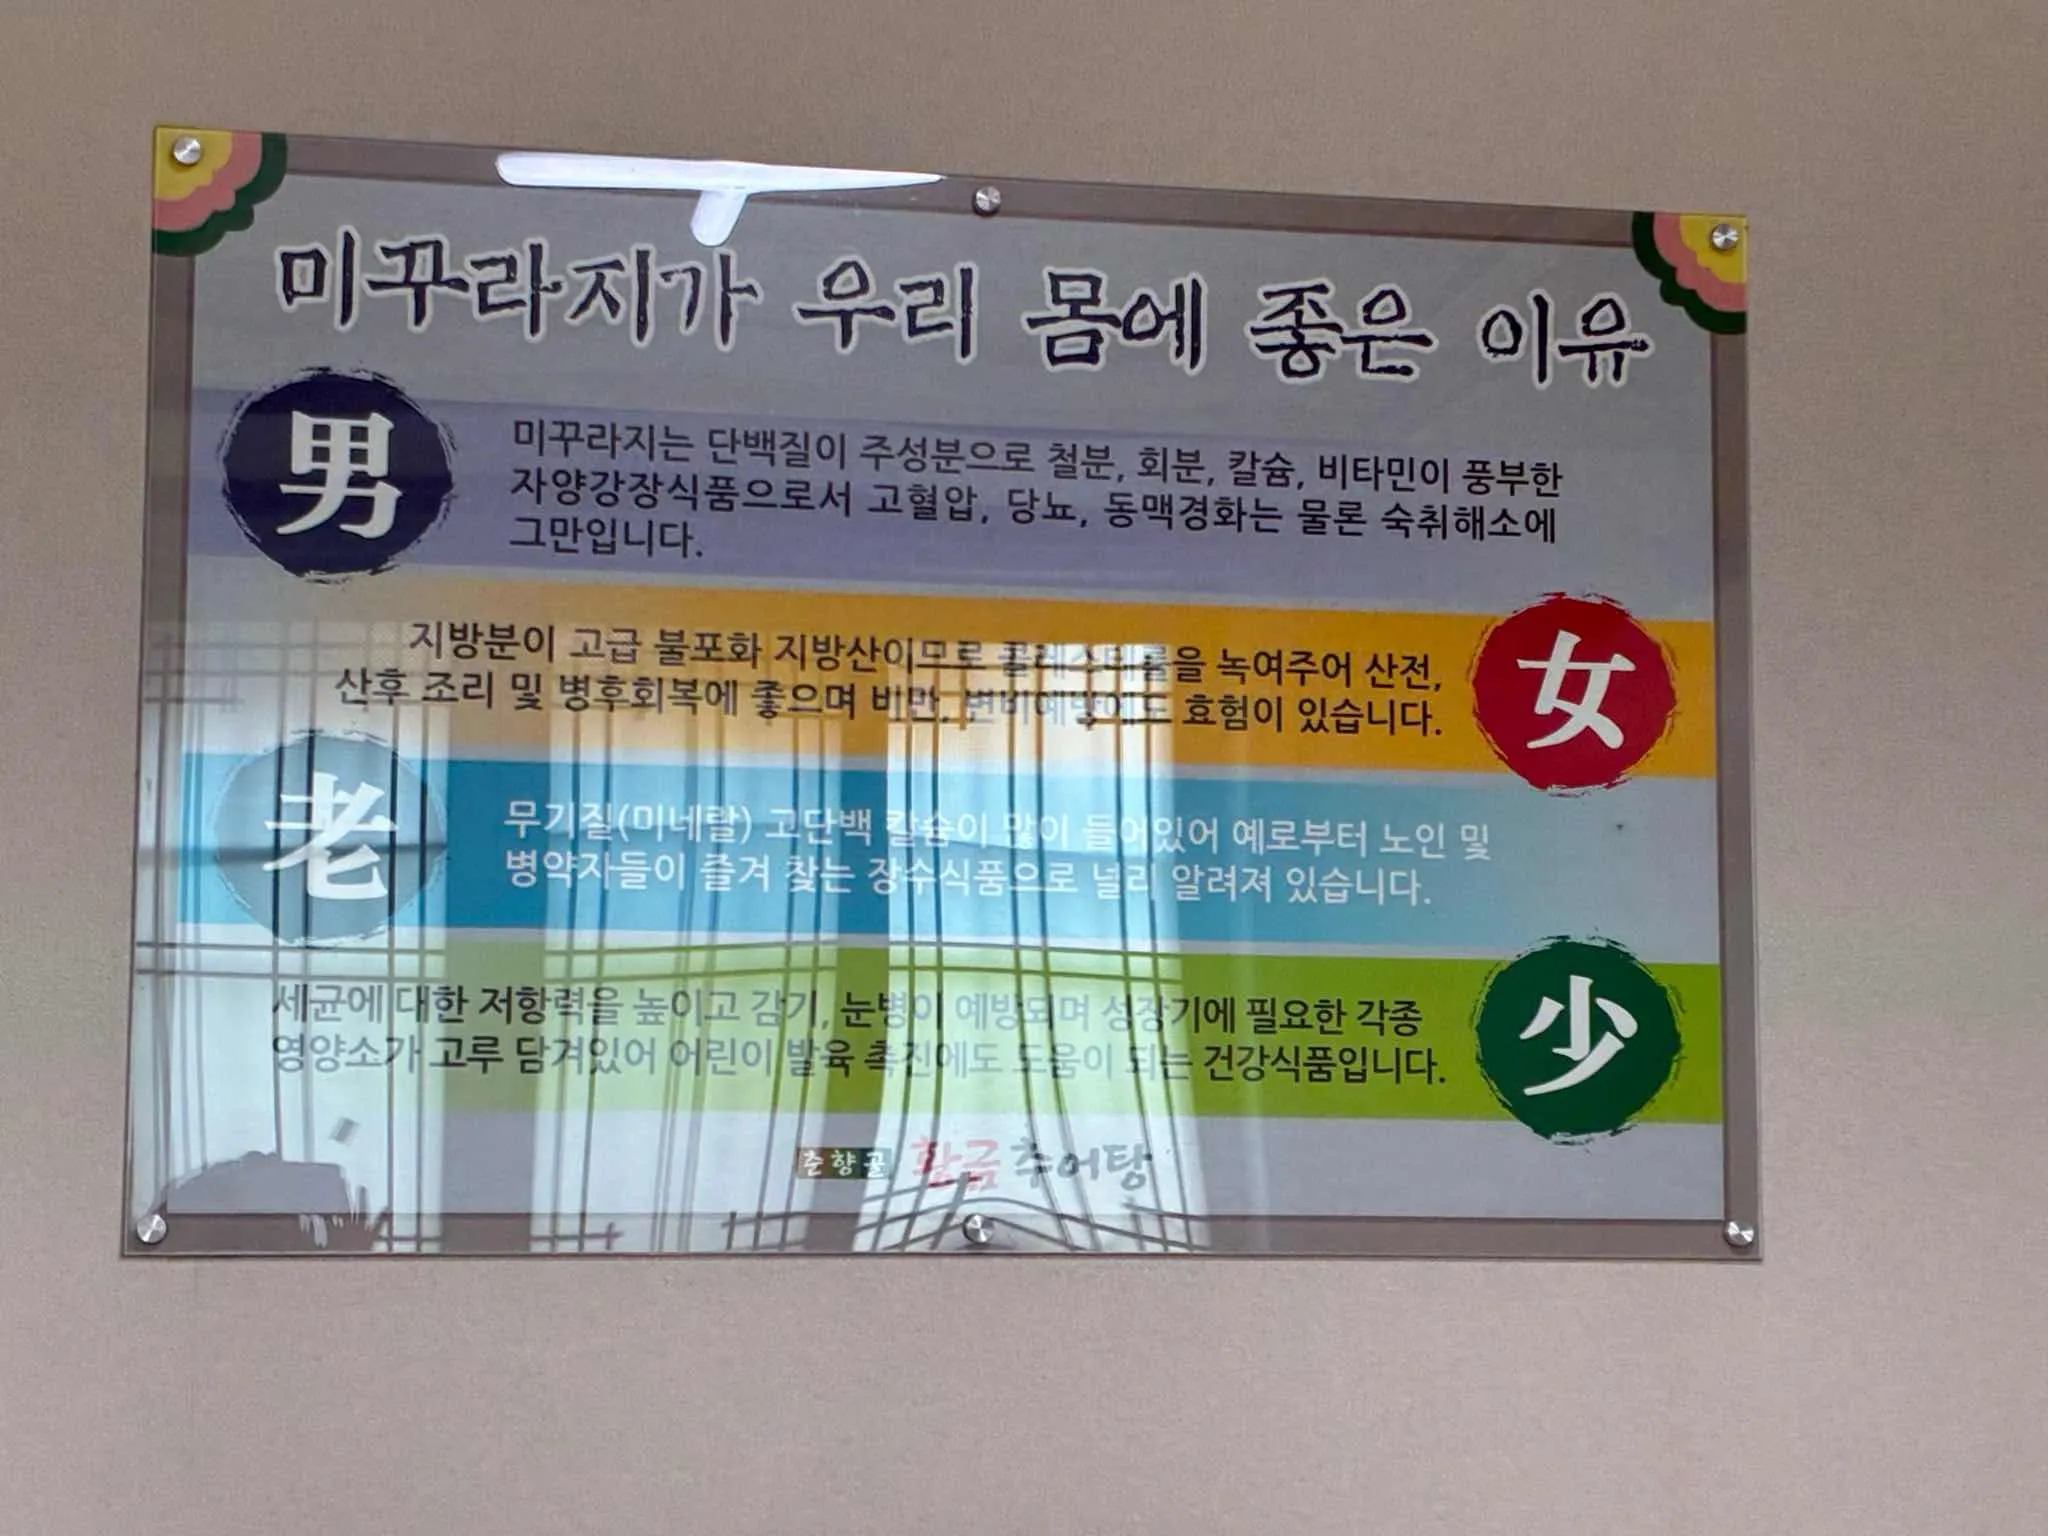 미꾸라지가 우리 몸에 좋은 이유
男
미꾸라지는 단백질이 주성분으로 철분, 회분, 칼슘, 비타민이 풍부한
자양강장식품으로서 고혈압, 당뇨, 동맥경화는 물론 숙취해소에
그만입니다.
지방분이 고급 불포화 지방산이므로 콜레스테롤을 녹여주어 산전,
산후 조리 및 병후회복에 좋으며 비만, 변비예방에도 효험이 있습니다.
女
老
무기질(미네랄) 고단백 칼슘이 많이 들어있어 예로부터 노인 및
병약자들이 즐겨 찾는 장수식품으로 널리 알려져 있습니다.
세균에 대한 저항력을 높이고 감기, 눈병이 예방되며 성장기에 필요한 각종
영양소가 고루 담겨있어 어린이 발육 촉진에도 도움이 되는 건강식품입니다.
少
춘향골 황금추어탕